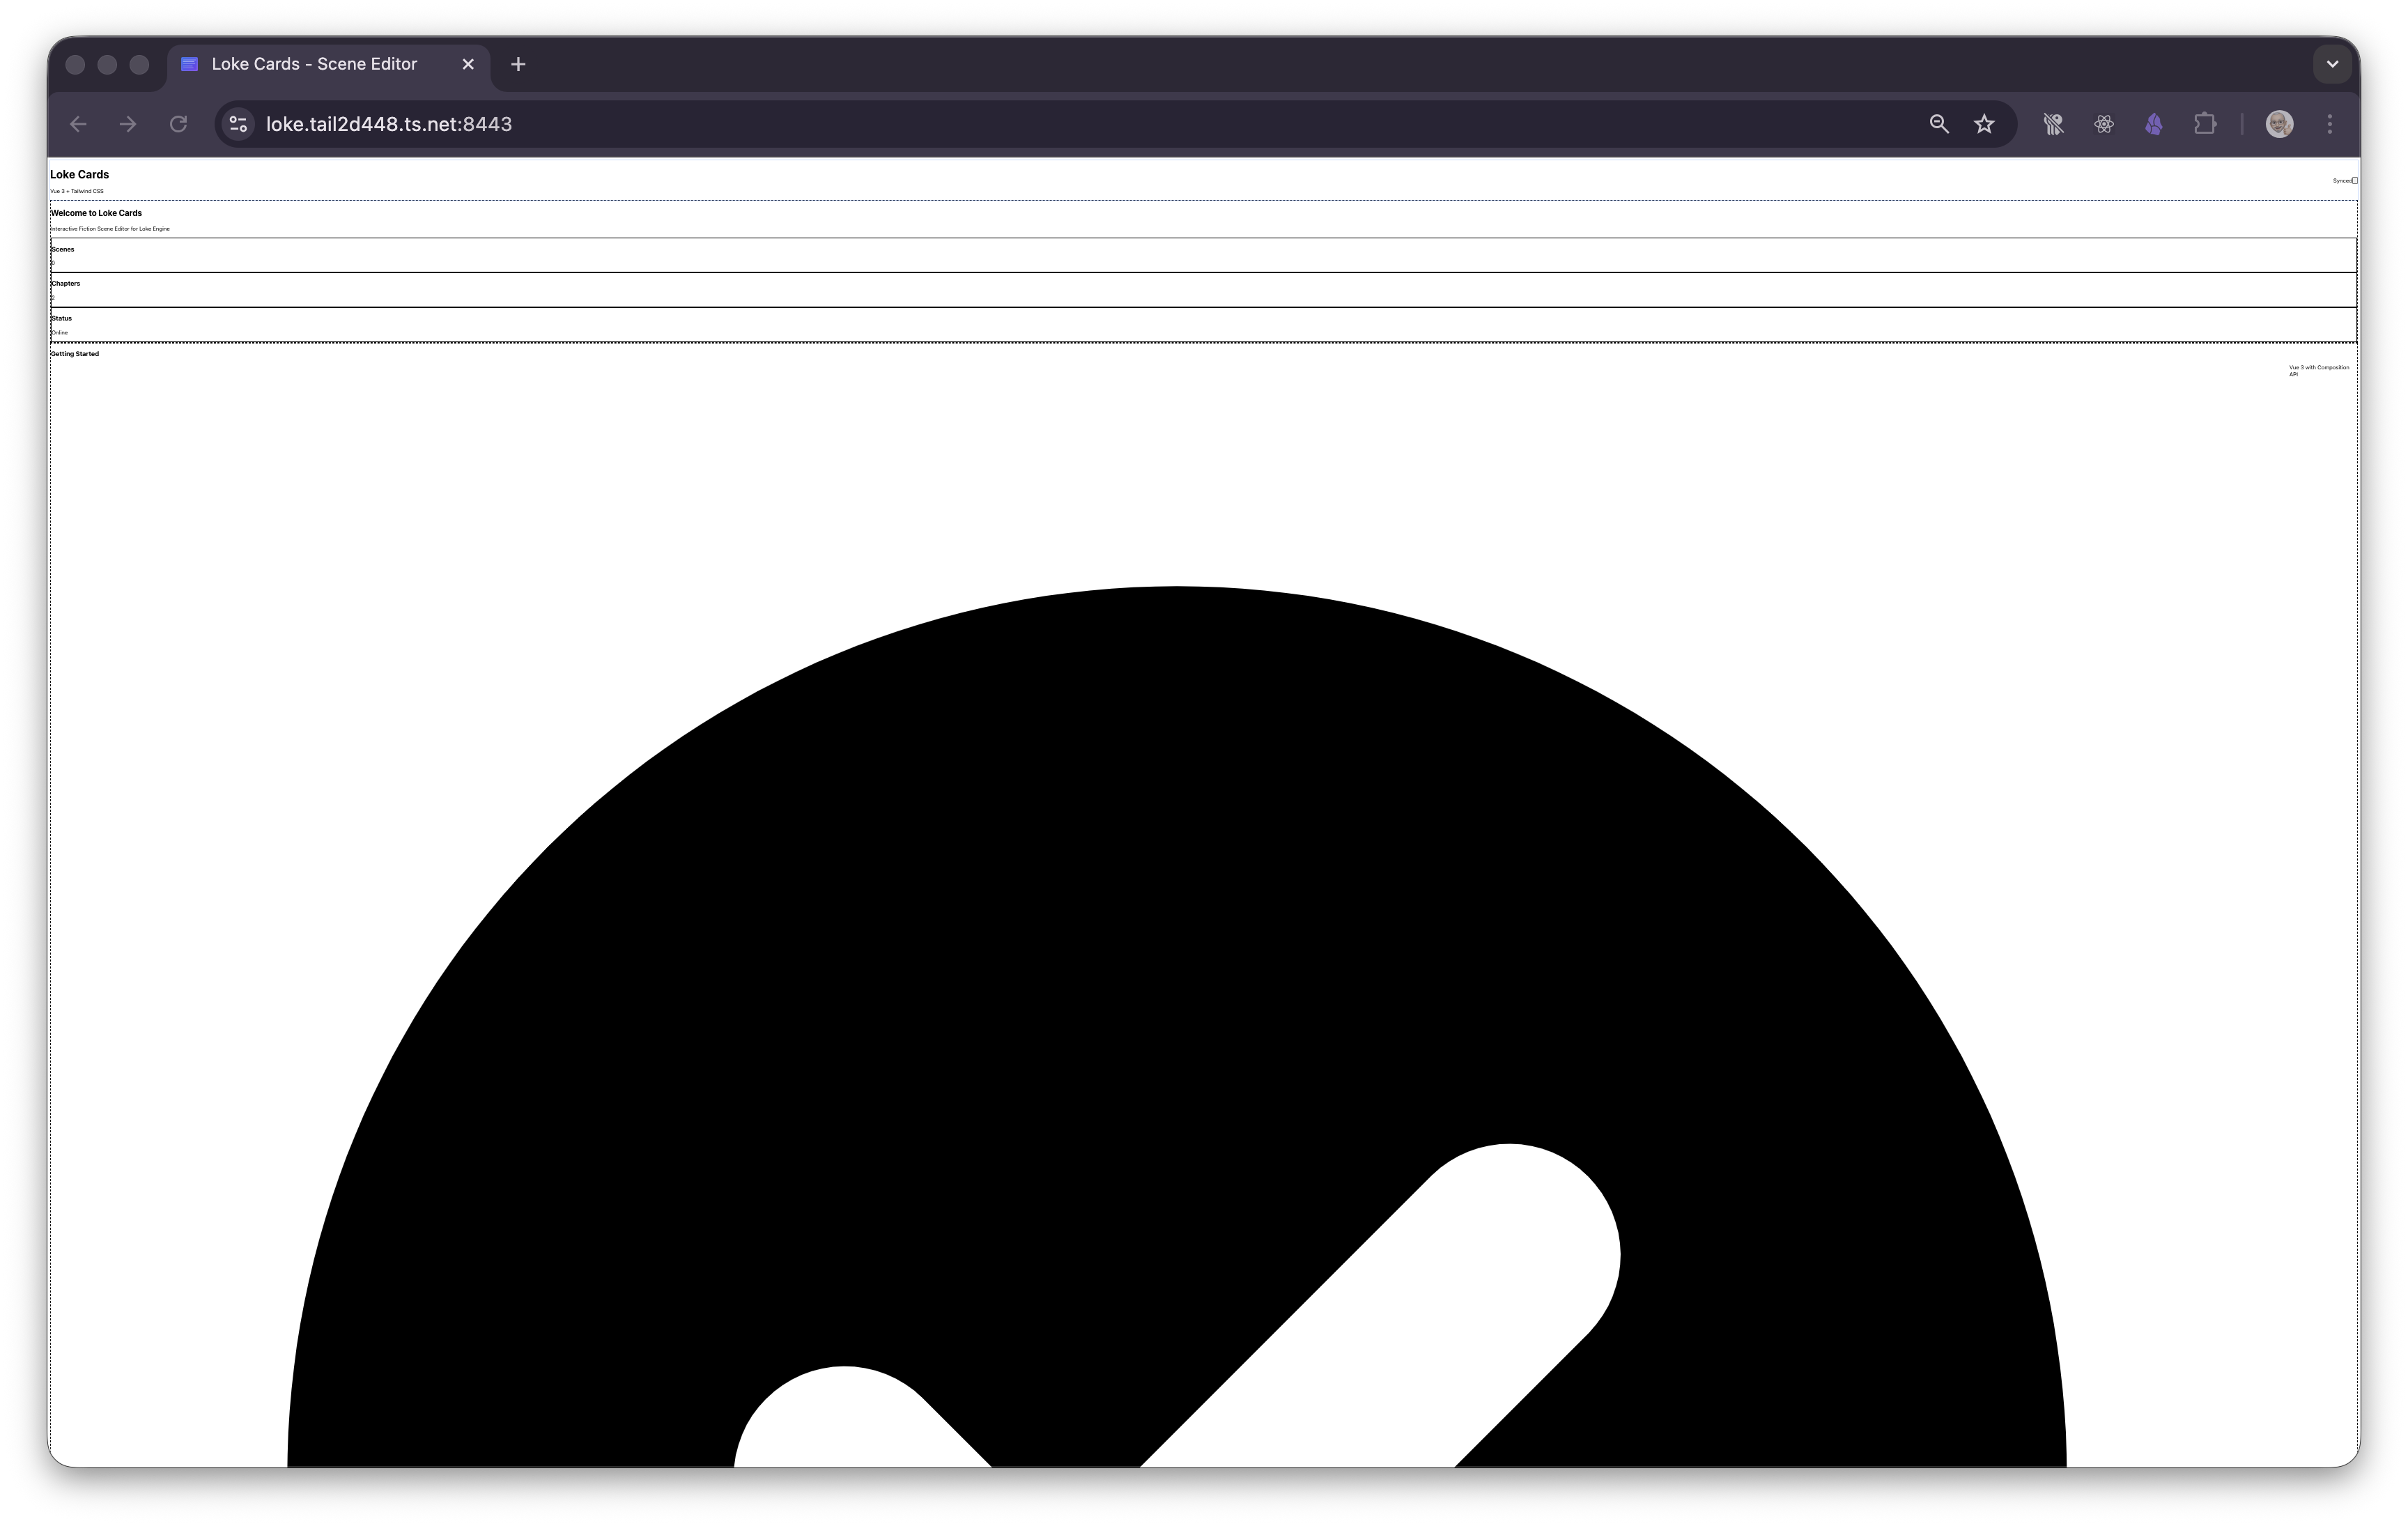 Loke Cards - Scene Editor
loke.tail2d448.ts.net:8443
Loke Cards
Vue 3 + Tailwind CSS
Synced
Welcome to Loke Cards
Interactive Fiction Scene Editor for Loke Engine
Scenes
Chapters
Status
Online
Getting Started
Vue 3 with Composition
API